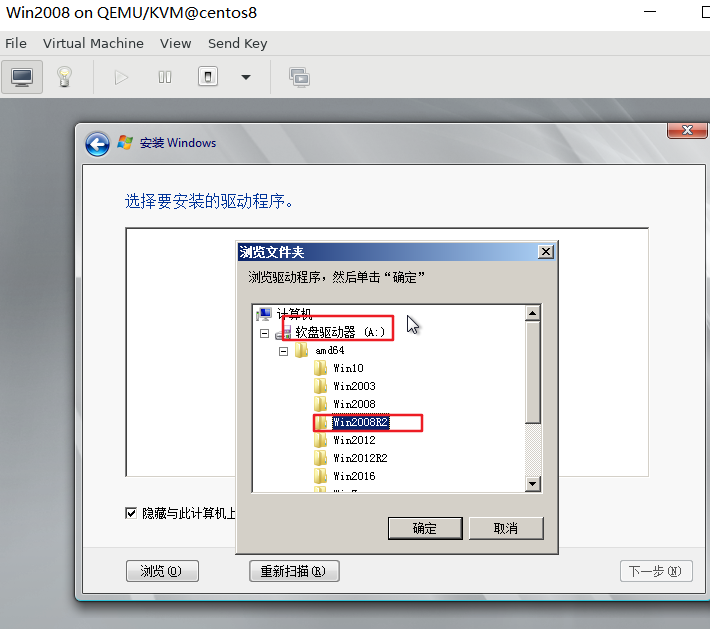 Win2008 on QEMU/KVM@centos8
File Virtual Machine View Send Key
安装 Windows
选择要安装的驱动程序。
浏览文件夹
浏览驱动程序，然后单击“确定”
计算机
软盘驱动器 (A:)
amd64
Win10
Win2003
Win2008
Win2008R2
Win2012
Win2012R2
Win2016
隐藏与此计算机上
确定 取消
浏览(O) 重新扫描(R) 下一步(N)